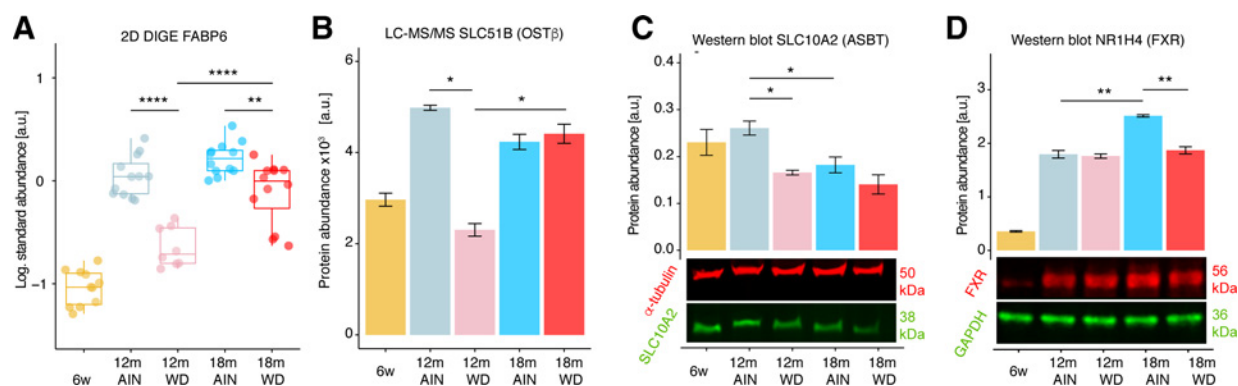 A
2D DIGE FABP6
Log. standard abundance [a.u.]
1
0
−1
****
****
**
6w
12m AIN
12m WD
18m AIN
18m WD
B
LC-MS/MS SLC51B (OSTβ)
Protein abundance x10³ [a.u.]
6
4
2
0
*
*
12m AIN
12m WD
18m AIN
18m WD
C
Western blot SLC10A2 (ASBT)
Protein abundance [a.u.]
0.4
0.3
0.2
0.1
0.0
*
*
α-tubulin
50 kDa
SLC10A2
38 kDa
6w
12m AIN
12m WD
18m AIN
18m WD
D
Western blot NR1H4 (FXR)
Protein abundance [a.u.]
3
2
1
0
**
**
FXR
56 kDa
GAPDH
36 kDa
6w
12m AIN
12m WD
18m AIN
18m WD